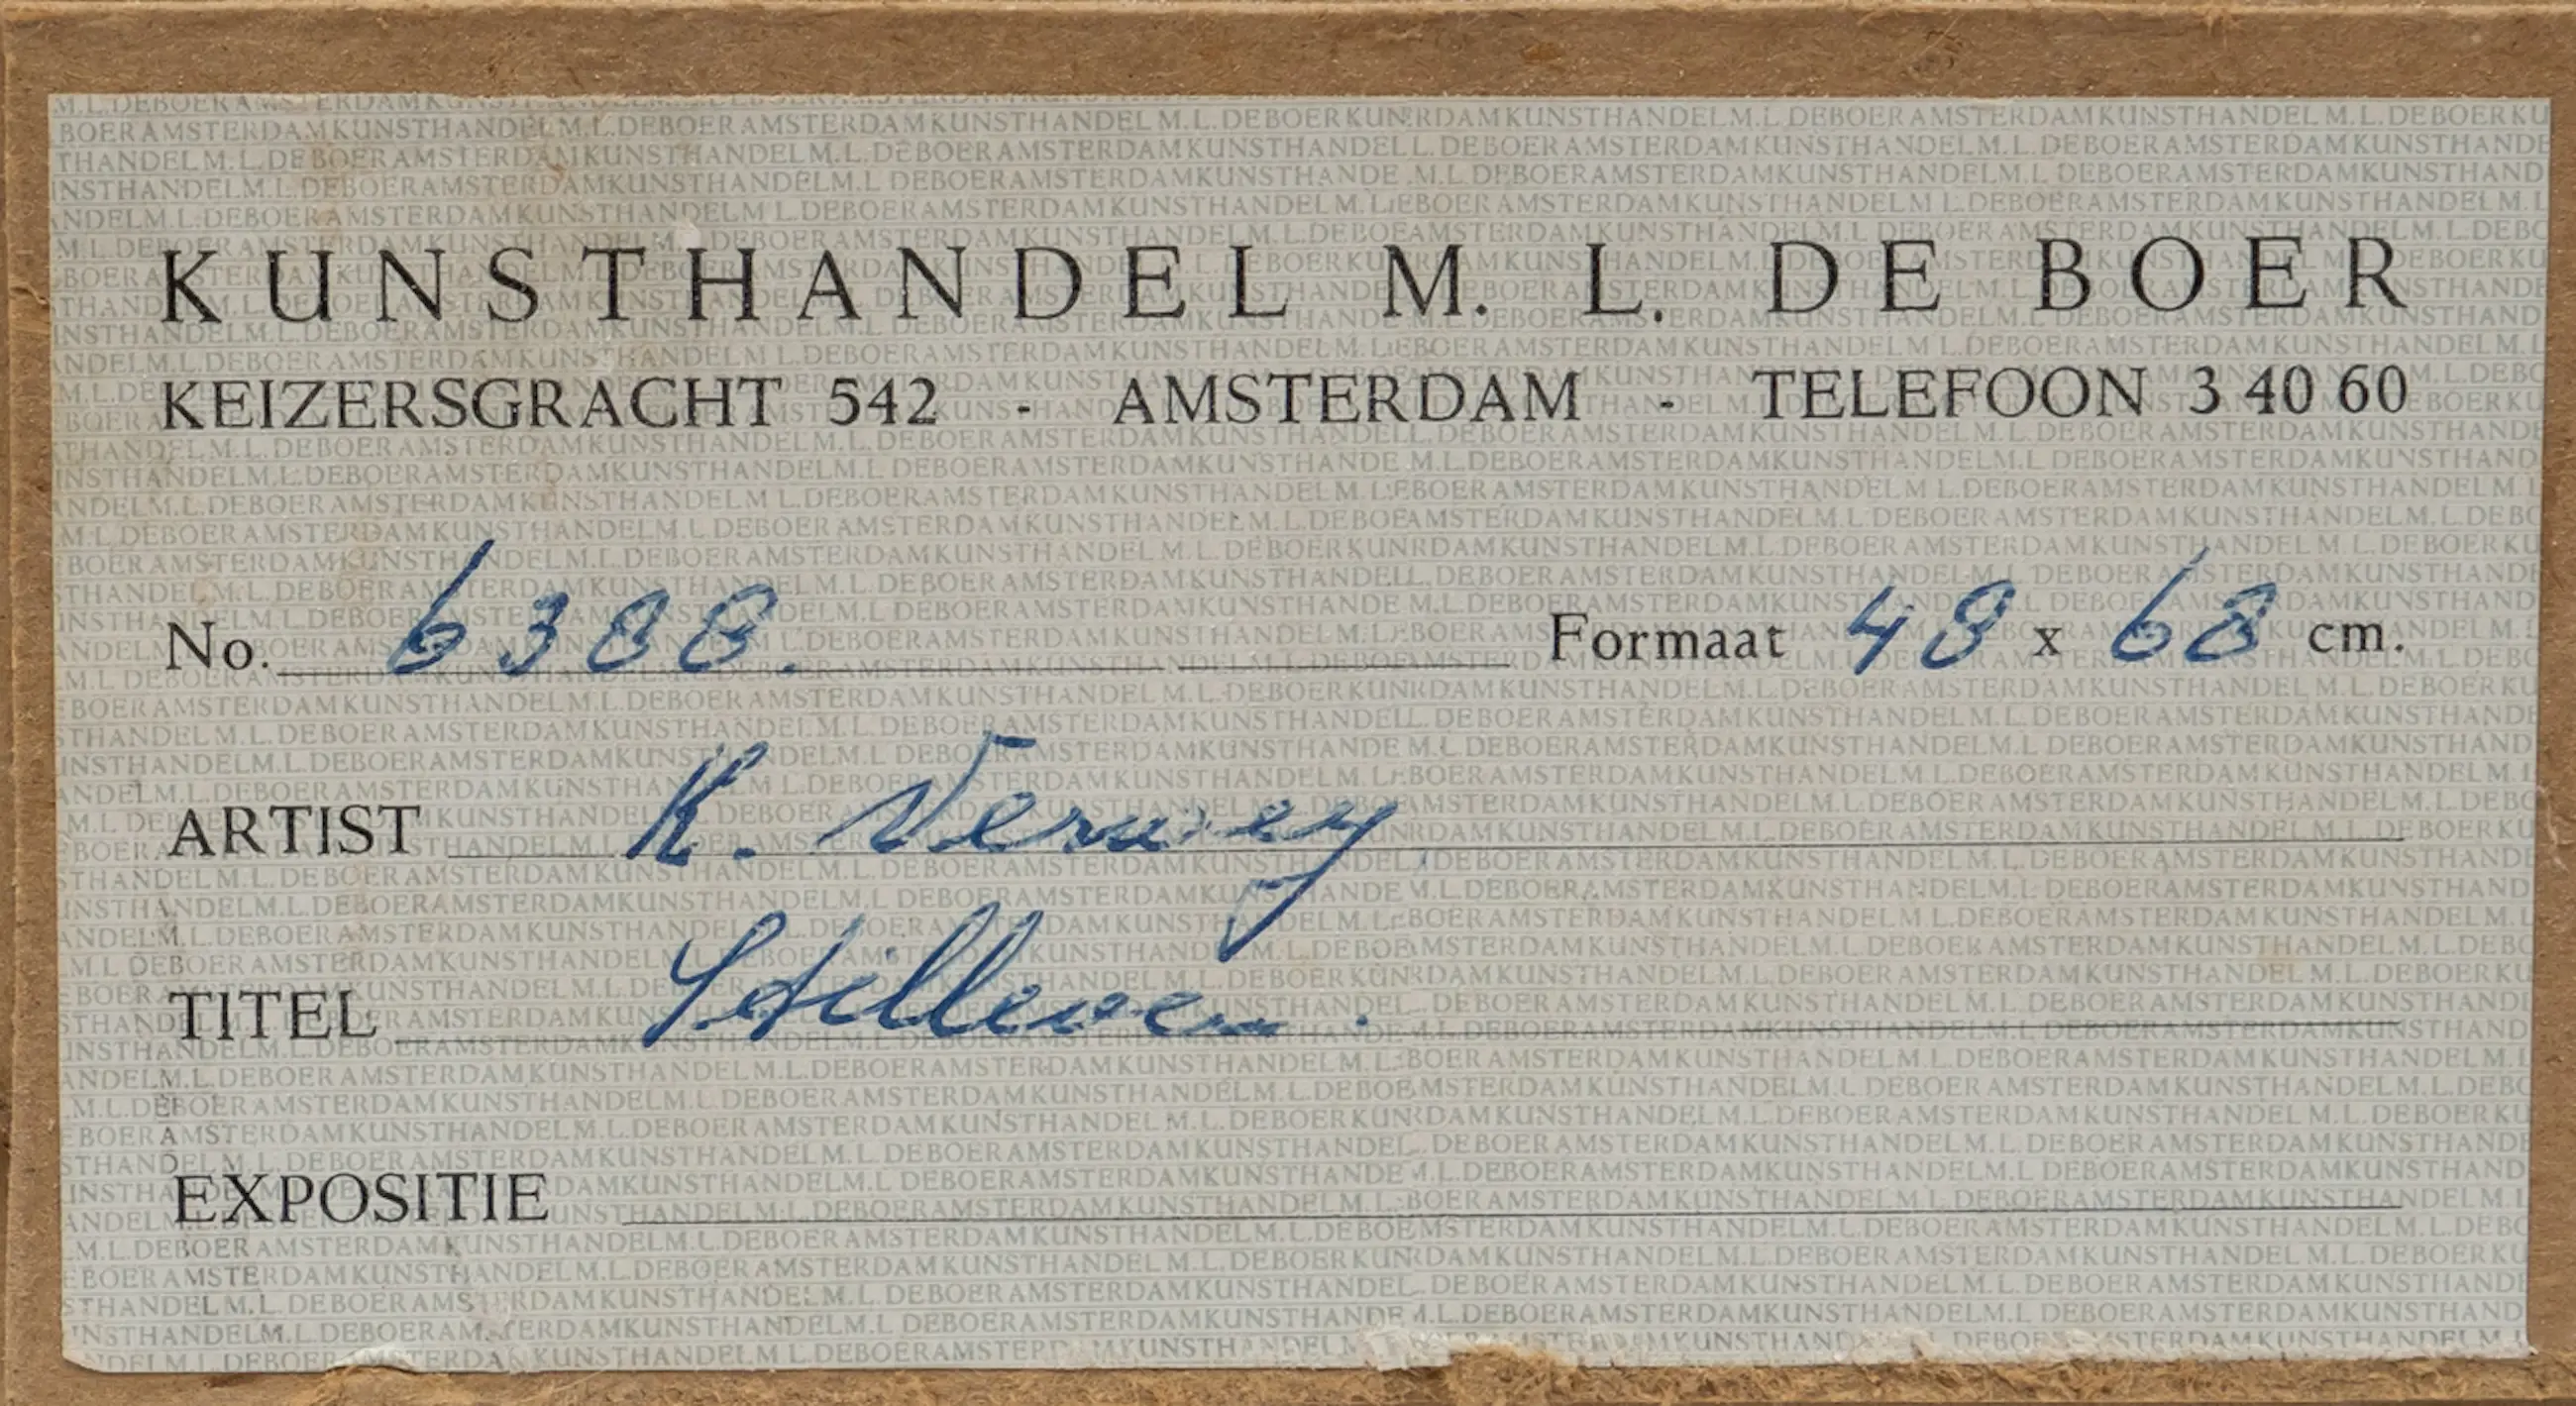 KUNSTHANDEL M. L. DE BOER
KEIZERSGRACHT 542 - AMSTERDAM - TELEFOON 3 40 60
No. 6388. Formaat 48 x 68 cm.
ARTIST K. Verwey
TITEL Stilleven.
EXPOSITIE